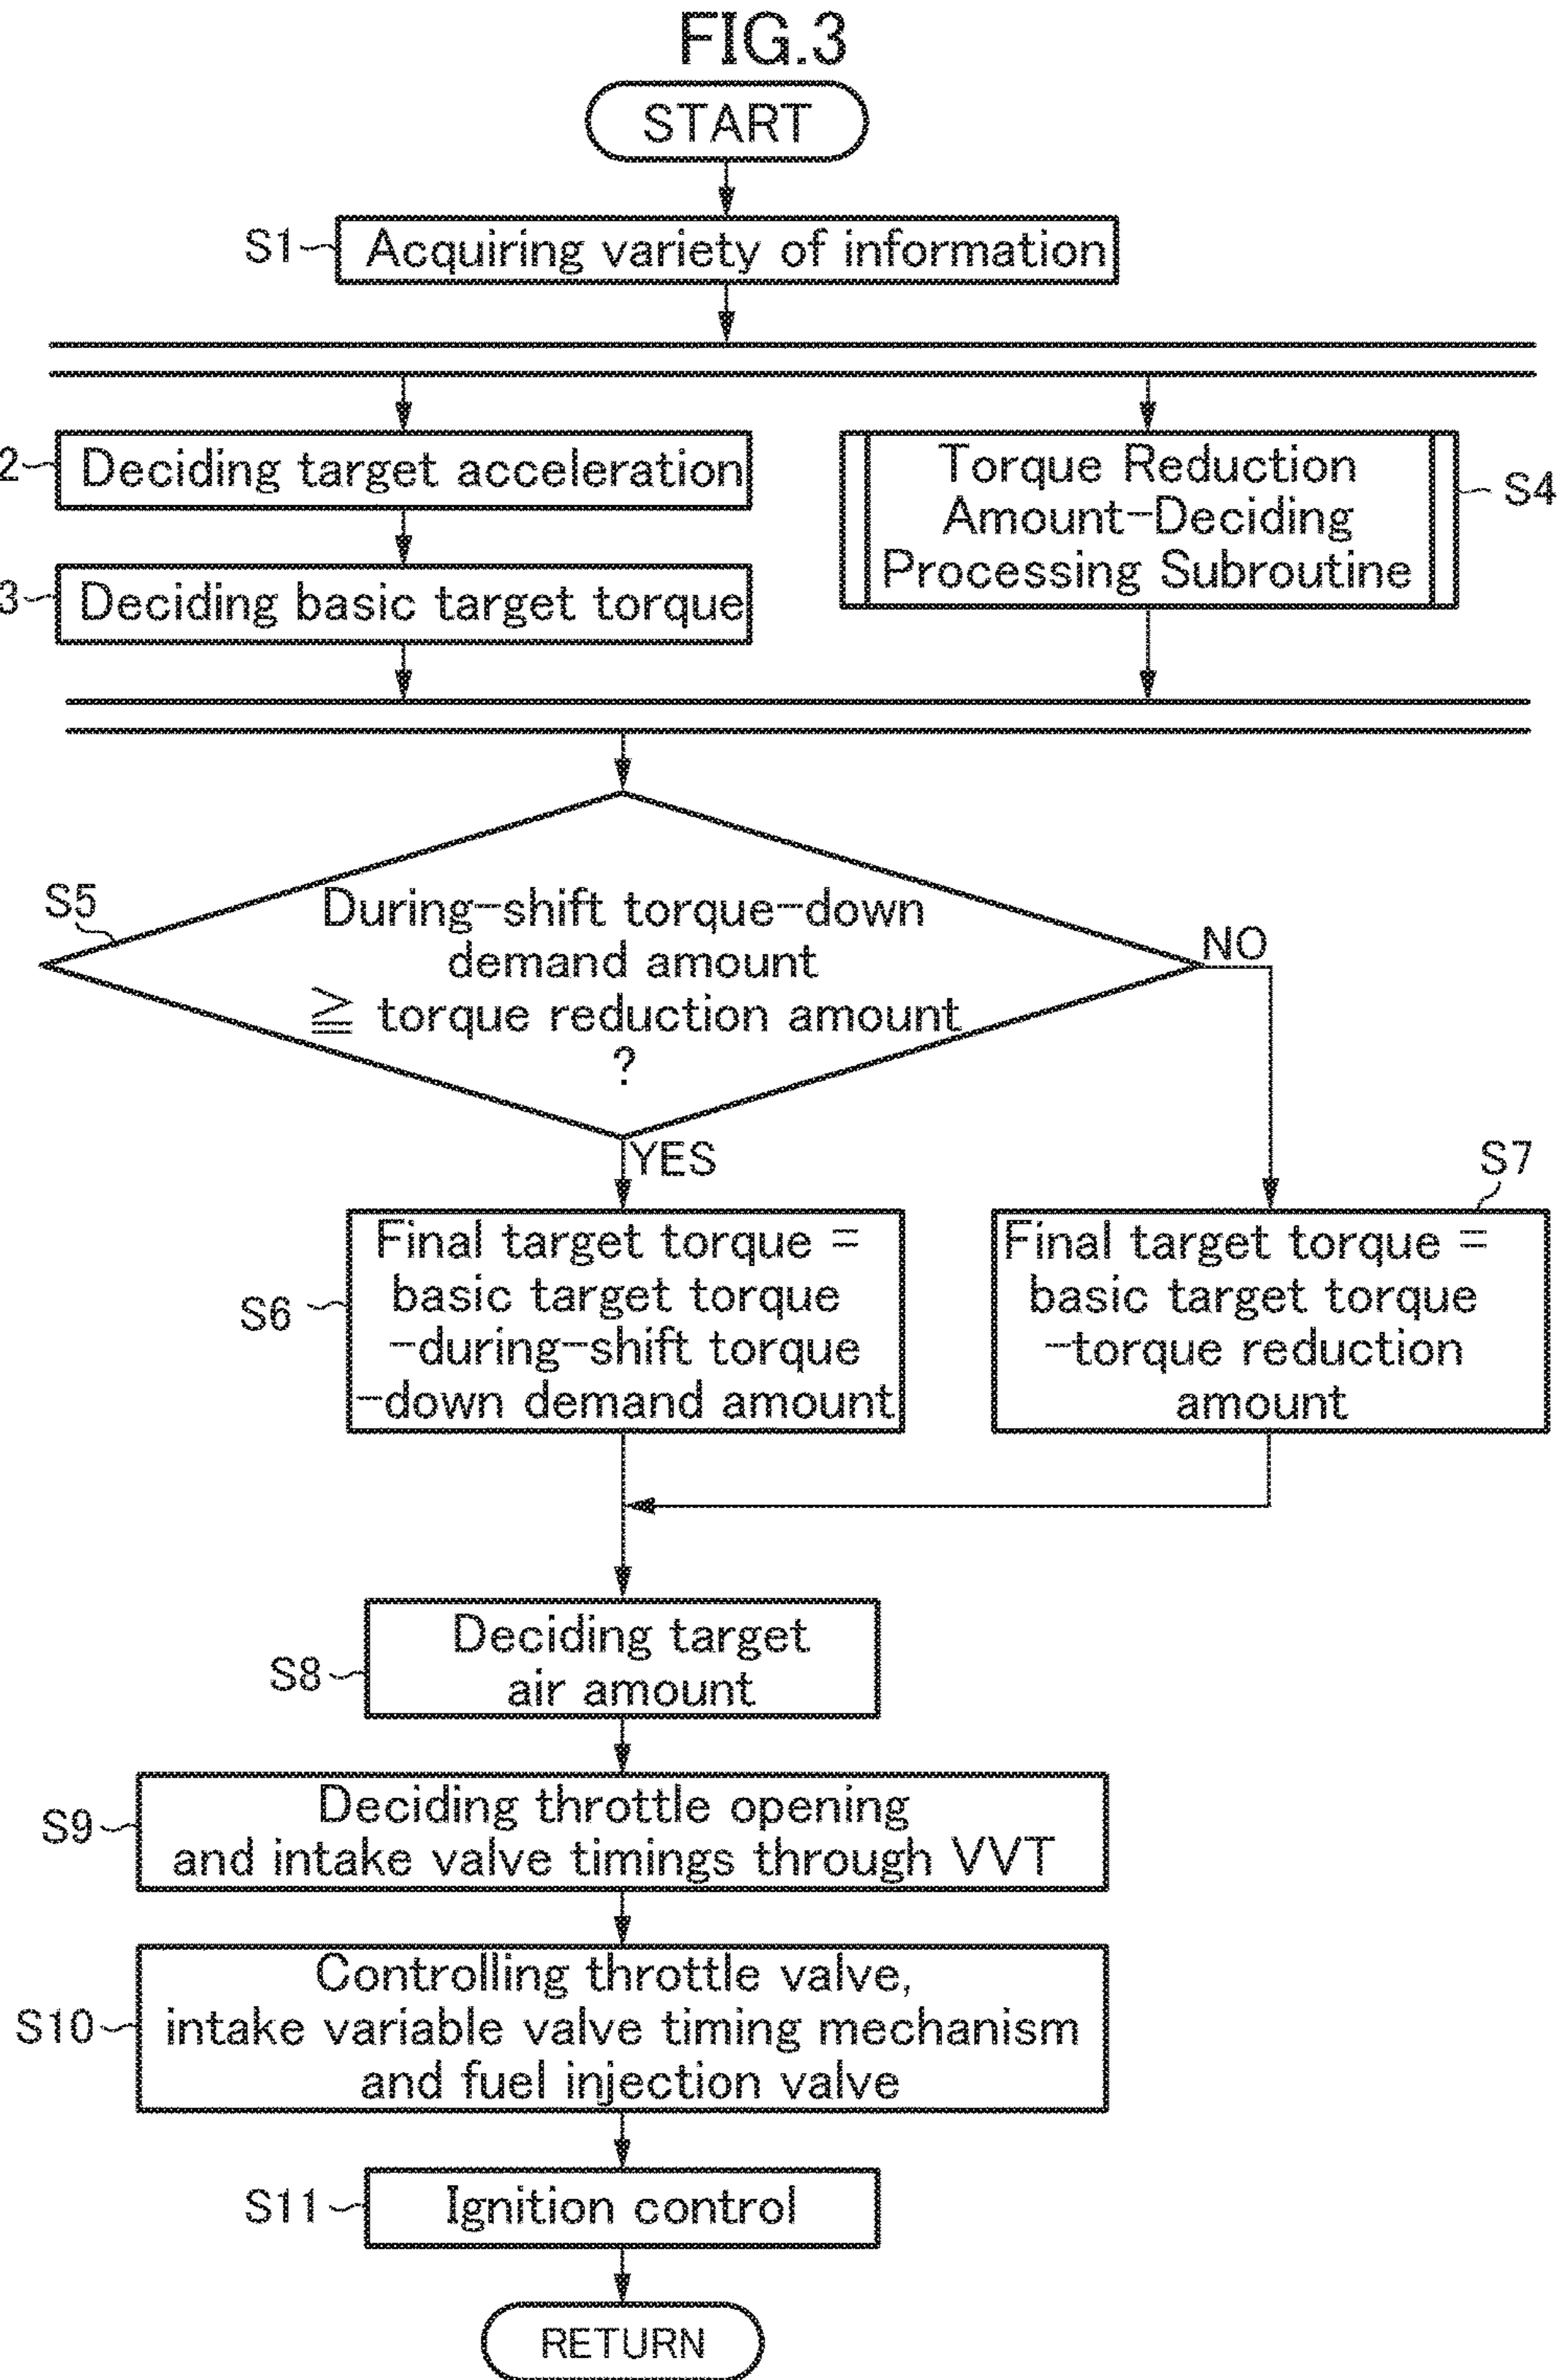 FIG.3
START
S1
Acquiring variety of information
2
Deciding target acceleration
3
Deciding basic target torque
Torque Reduction
Amount-Deciding
Processing Subroutine
S4
S5
During-shift torque-down
demand amount
≧ torque reduction amount
?
NO
YES
S6
Final target torque =
basic target torque
-during-shift torque
-down demand amount
S7
Final target torque =
basic target torque
-torque reduction
amount
S8
Deciding target
air amount
S9
Deciding throttle opening
and intake valve timings through VVT
S10
Controlling throttle valve,
intake variable valve timing mechanism
and fuel injection valve
S11
Ignition control
RETURN